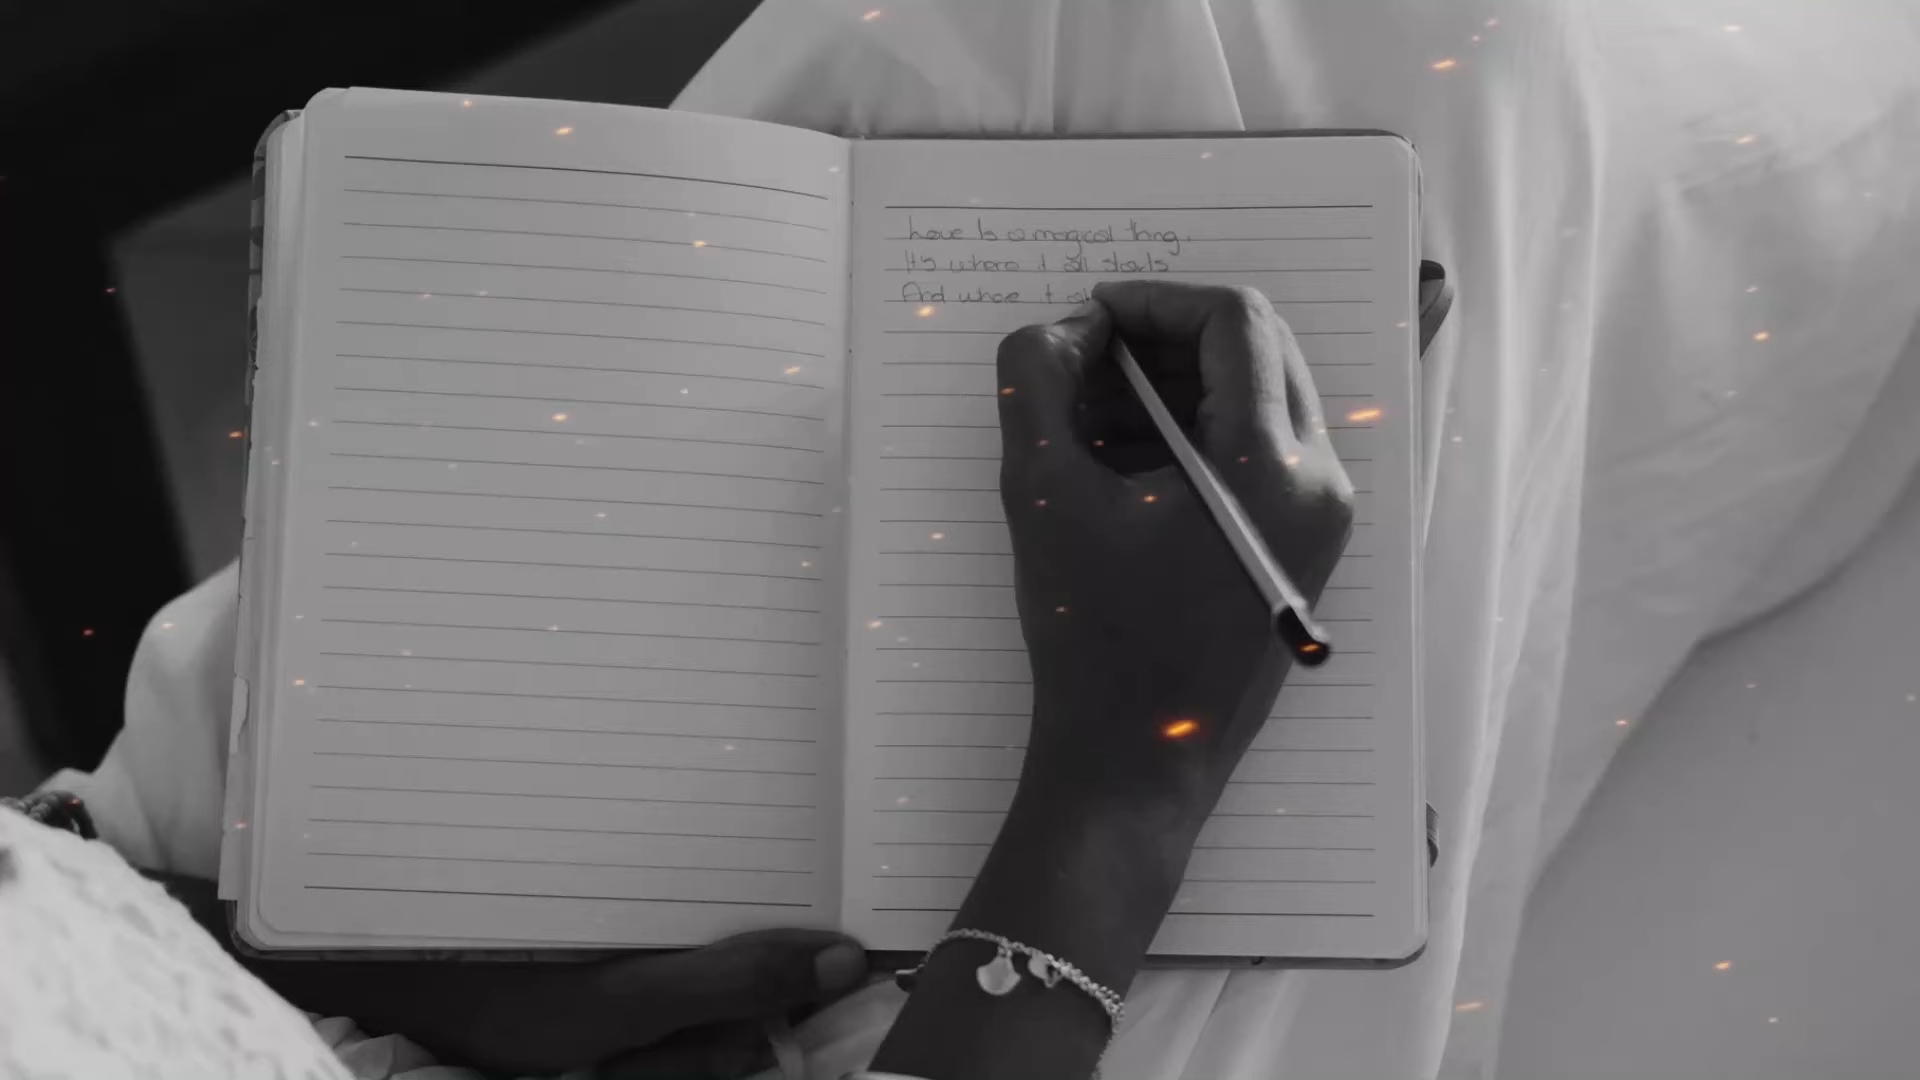 Love Is a magical thing.
It's where it all starts
And where it